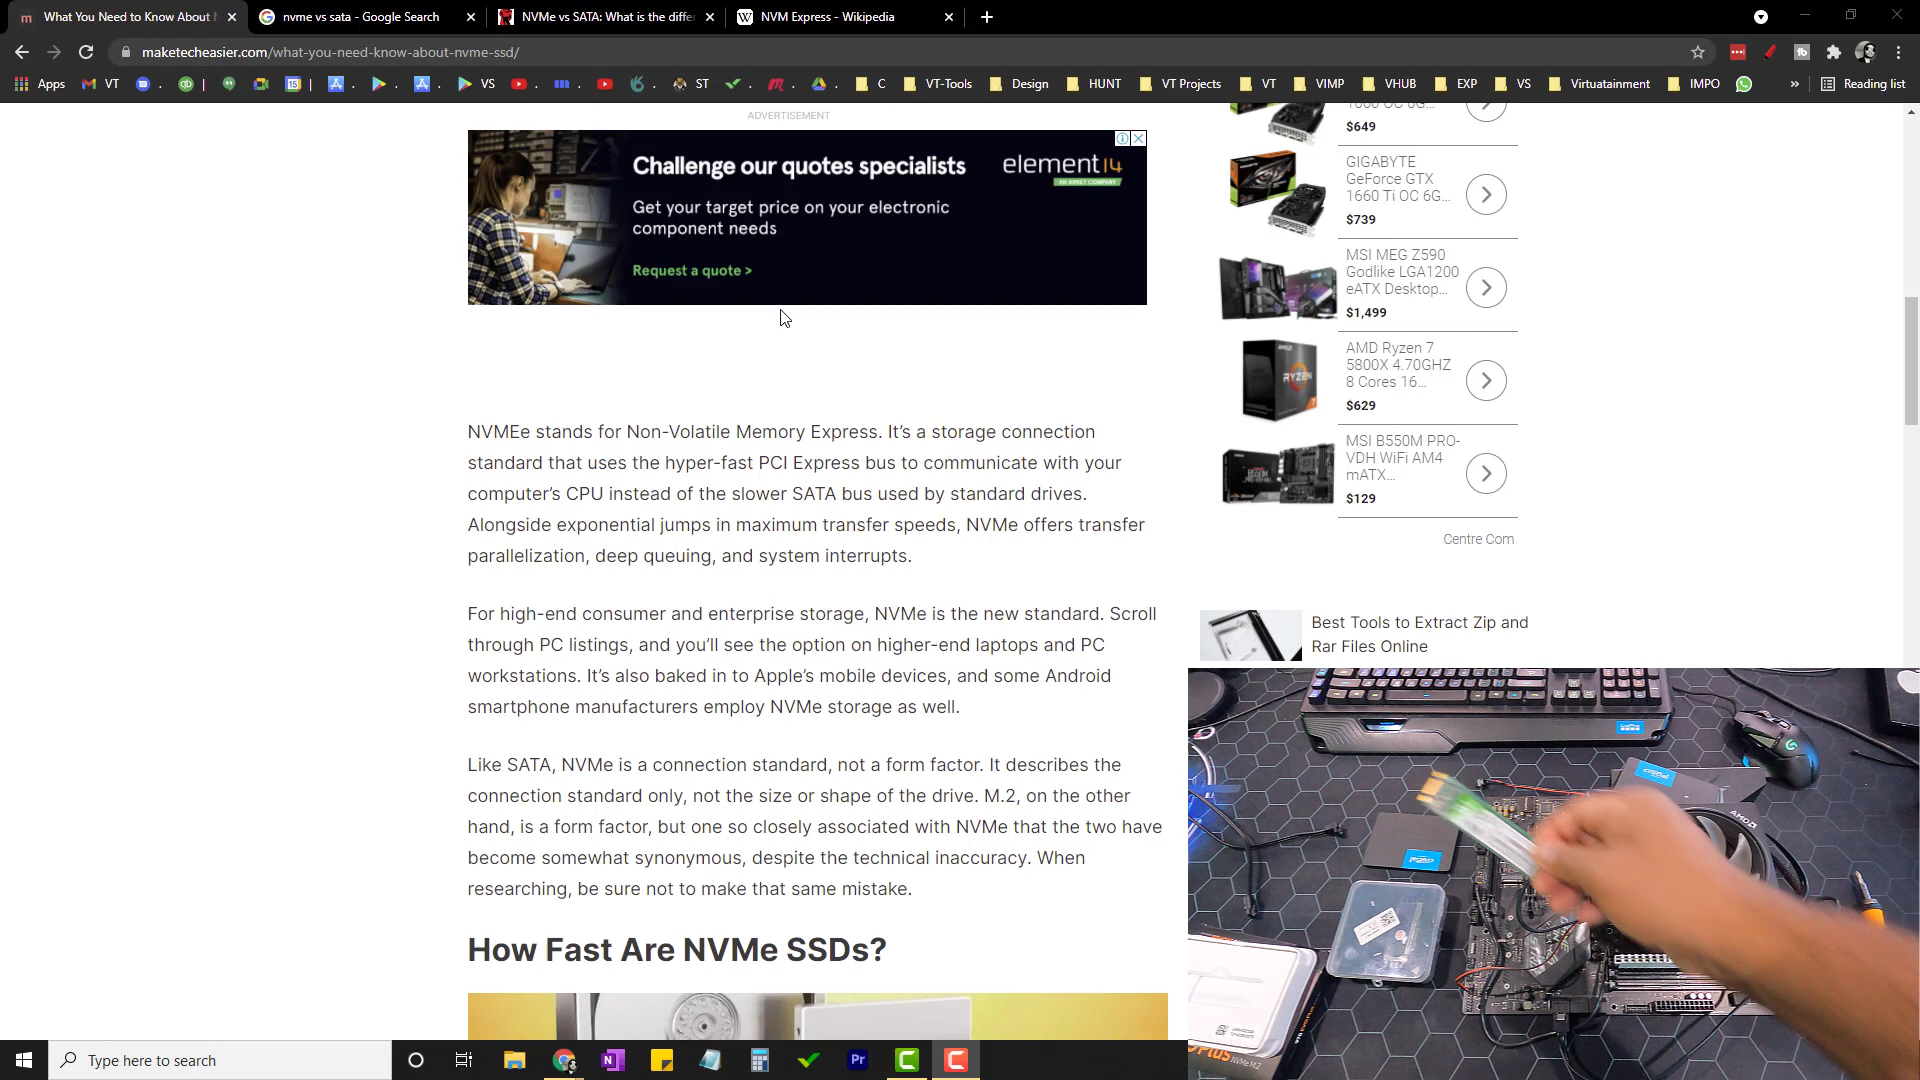 What You Need to Know About N
nvme vs sata - Google Search
NVMe vs SATA: What is the differ
NVM Express - Wikipedia
maketecheasier.com/what-you-need-know-about-nvme-ssd/
Apps
VT
ST
VS
C
VT-Tools
Design
HUNT
VT Projects
VT
VIMP
VHUB
EXP
VS
Virtuatainment
IMPO
Reading list
ADVERTISEMENT
Challenge our quotes specialists
element14
AN AVNET COMPANY
Get your target price on your electronic
component needs
Request a quote >
NVMEe stands for Non-Volatile Memory Express. It’s a storage connection
standard that uses the hyper-fast PCI Express bus to communicate with your
computer’s CPU instead of the slower SATA bus used by standard drives.
Alongside exponential jumps in maximum transfer speeds, NVMe offers transfer
parallelization, deep queuing, and system interrupts.
For high-end consumer and enterprise storage, NVMe is the new standard. Scroll
through PC listings, and you’ll see the option on higher-end laptops and PC
workstations. It’s also baked in to Apple’s mobile devices, and some Android
smartphone manufacturers employ NVMe storage as well.
Like SATA, NVMe is a connection standard, not a form factor. It describes the
connection standard only, not the size or shape of the drive. M.2, on the other
hand, is a form factor, but one so closely associated with NVMe that the two have
become somewhat synonymous, despite the technical inaccuracy. When
researching, be sure not to make that same mistake.
How Fast Are NVMe SSDs?
1660 OC 6G...
$649
GIGABYTE
GeForce GTX
1660 Ti OC 6G...
$739
MSI MEG Z590
Godlike LGA1200
eATX Desktop...
$1,499
AMD Ryzen 7
5800X 4.70GHZ
8 Cores 16...
$629
RYZEN
MSI B550M PRO-
VDH WiFi AM4
mATX...
$129
Centre Com
Best Tools to Extract Zip and
Rar Files Online
crucial
AMD
Plus NVMe M.2
Type here to search